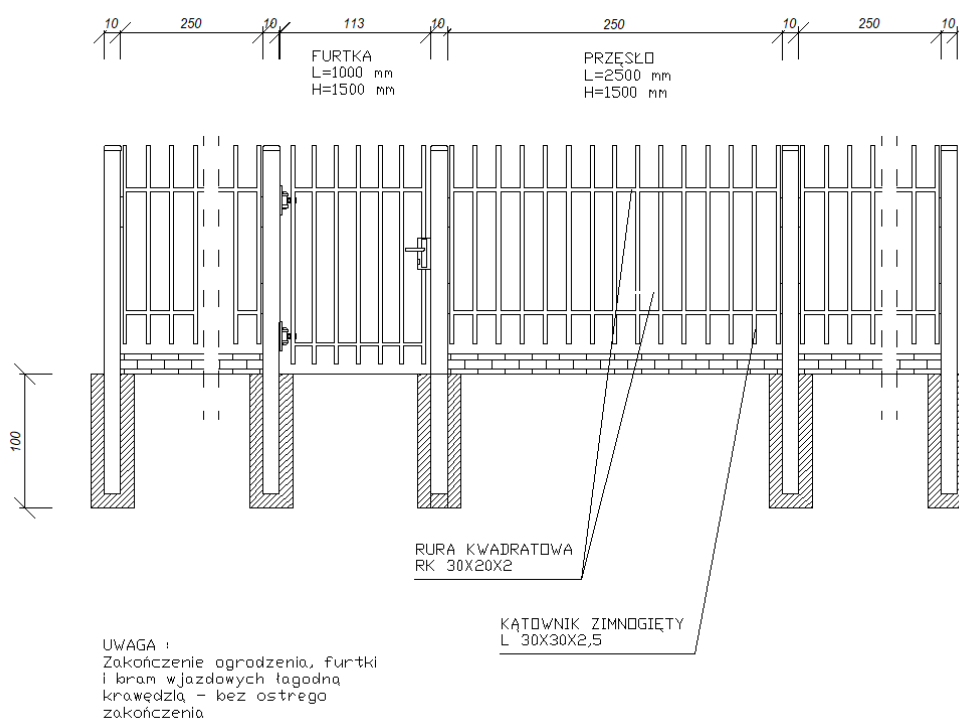 10 250 10 113 10 250 10 250 10
FURTKA
L=1000 mm
H=1500 mm
PRZĘSŁO
L=2500 mm
H=1500 mm
100
RURA KWADRATOWA
RK 30X20X2
KĄTOWNIK ZIMNOGIĘTY
L 30X30X2,5
UWAGA :
Zakończenie ogrodzenia, furtki
i bram wjazdowych łagodną
krawędzią - bez ostrego
zakończenia